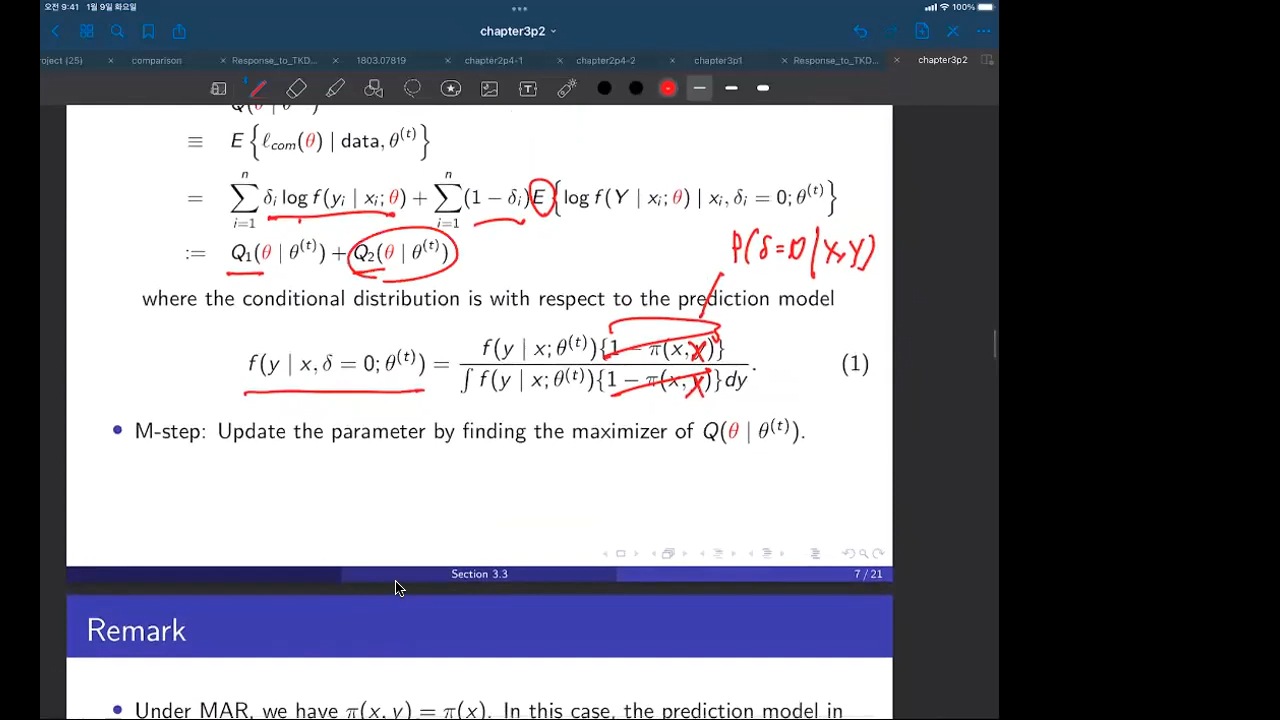 오전 9:41 1월 9일 화요일
100%
chapter3p2
roject (25) comparison Response_to_TKD... 1803.07819 chapter2p4-1 chapter2p4-2 chapter3p1 Response_to_TKD... chapter3p2
Q(θ | θ^(t))
≡ E{ℓ_com(θ) | data, θ^(t)}
= ∑_{i=1}^{n} δ_i log f(y_i | x_i; θ) + ∑_{i=1}^{n} (1 − δ_i)E{log f(Y | x_i; θ) | x_i, δ_i = 0; θ^(t)}
:= Q_1(θ | θ^(t)) + Q_2(θ | θ^(t))
P(δ=0 | X, Y)
where the conditional distribution is with respect to the prediction model
f(y | x, δ = 0; θ^(t)) = f(y | x; θ^(t)){1 − π(x, y)} / ∫ f(y | x; θ^(t)){1 − π(x, y)}dy . (1)
• M-step: Update the parameter by finding the maximizer of Q(θ | θ^(t)).
Section 3.3 7 / 21
Remark
• Under MAR, we have π(x, y) = π(x). In this case, the prediction model in